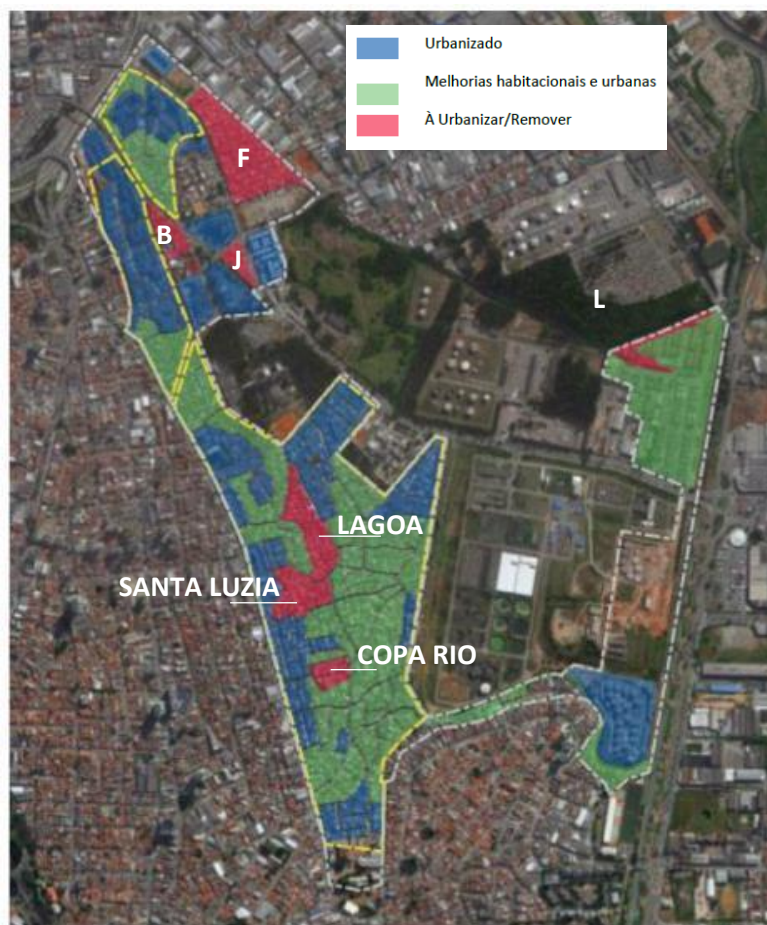 Urbanizado
Melhorias habitacionais e urbanas
À Urbanizar/Remover
F
B
J
L
LAGOA
SANTA LUZIA
COPA RIO